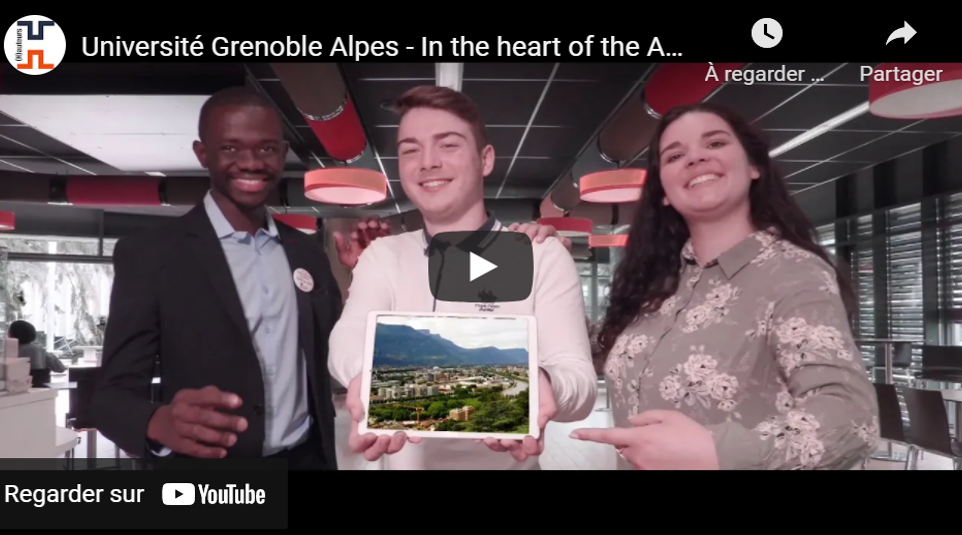 Université Grenoble Alpes - In the heart of the A...
À regarder ...
Partager
Regarder sur YouTube